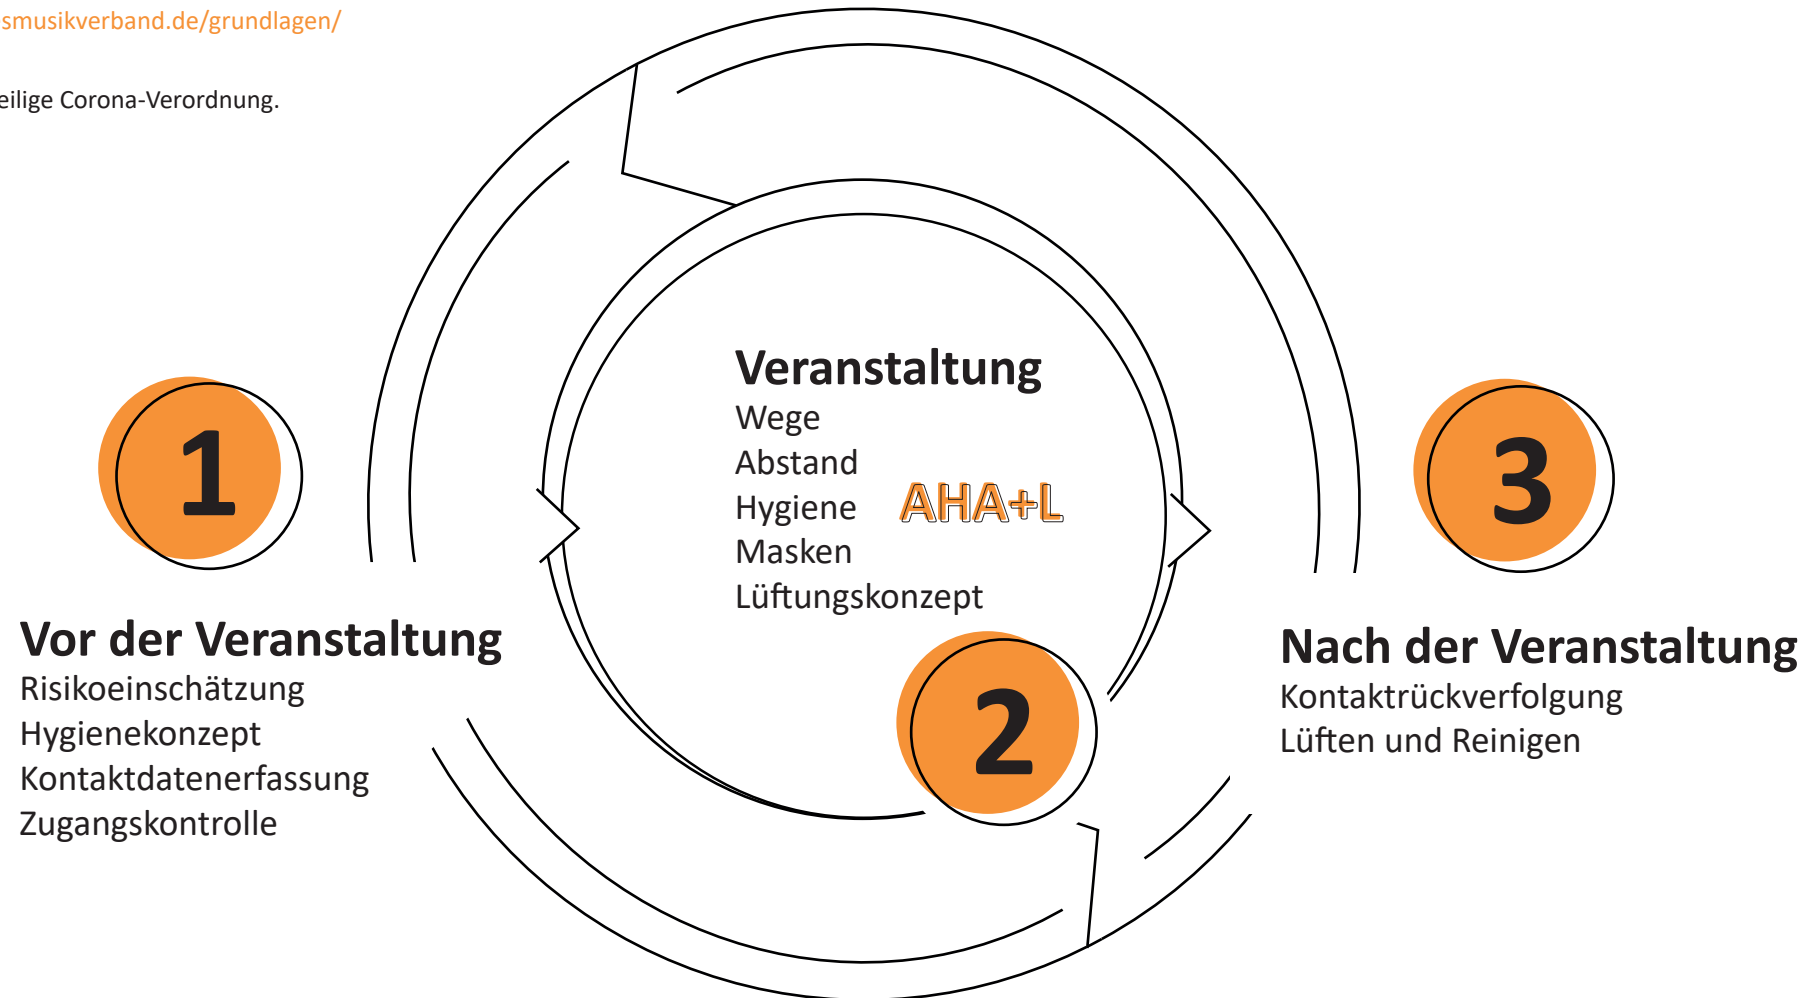 smusikverband.de/grundlagen/
eilige Corona-Verordnung.
1
Vor der Veranstaltung
Risikoeinschätzung
Hygienekonzept
Kontaktdatenerfassung
Zugangskontrolle
Veranstaltung
Wege
Abstand
Hygiene
Masken
Lüftungskonzept
AHA+L
2
3
Nach der Veranstaltung
Kontaktrückverfolgung
Lüften und Reinigen